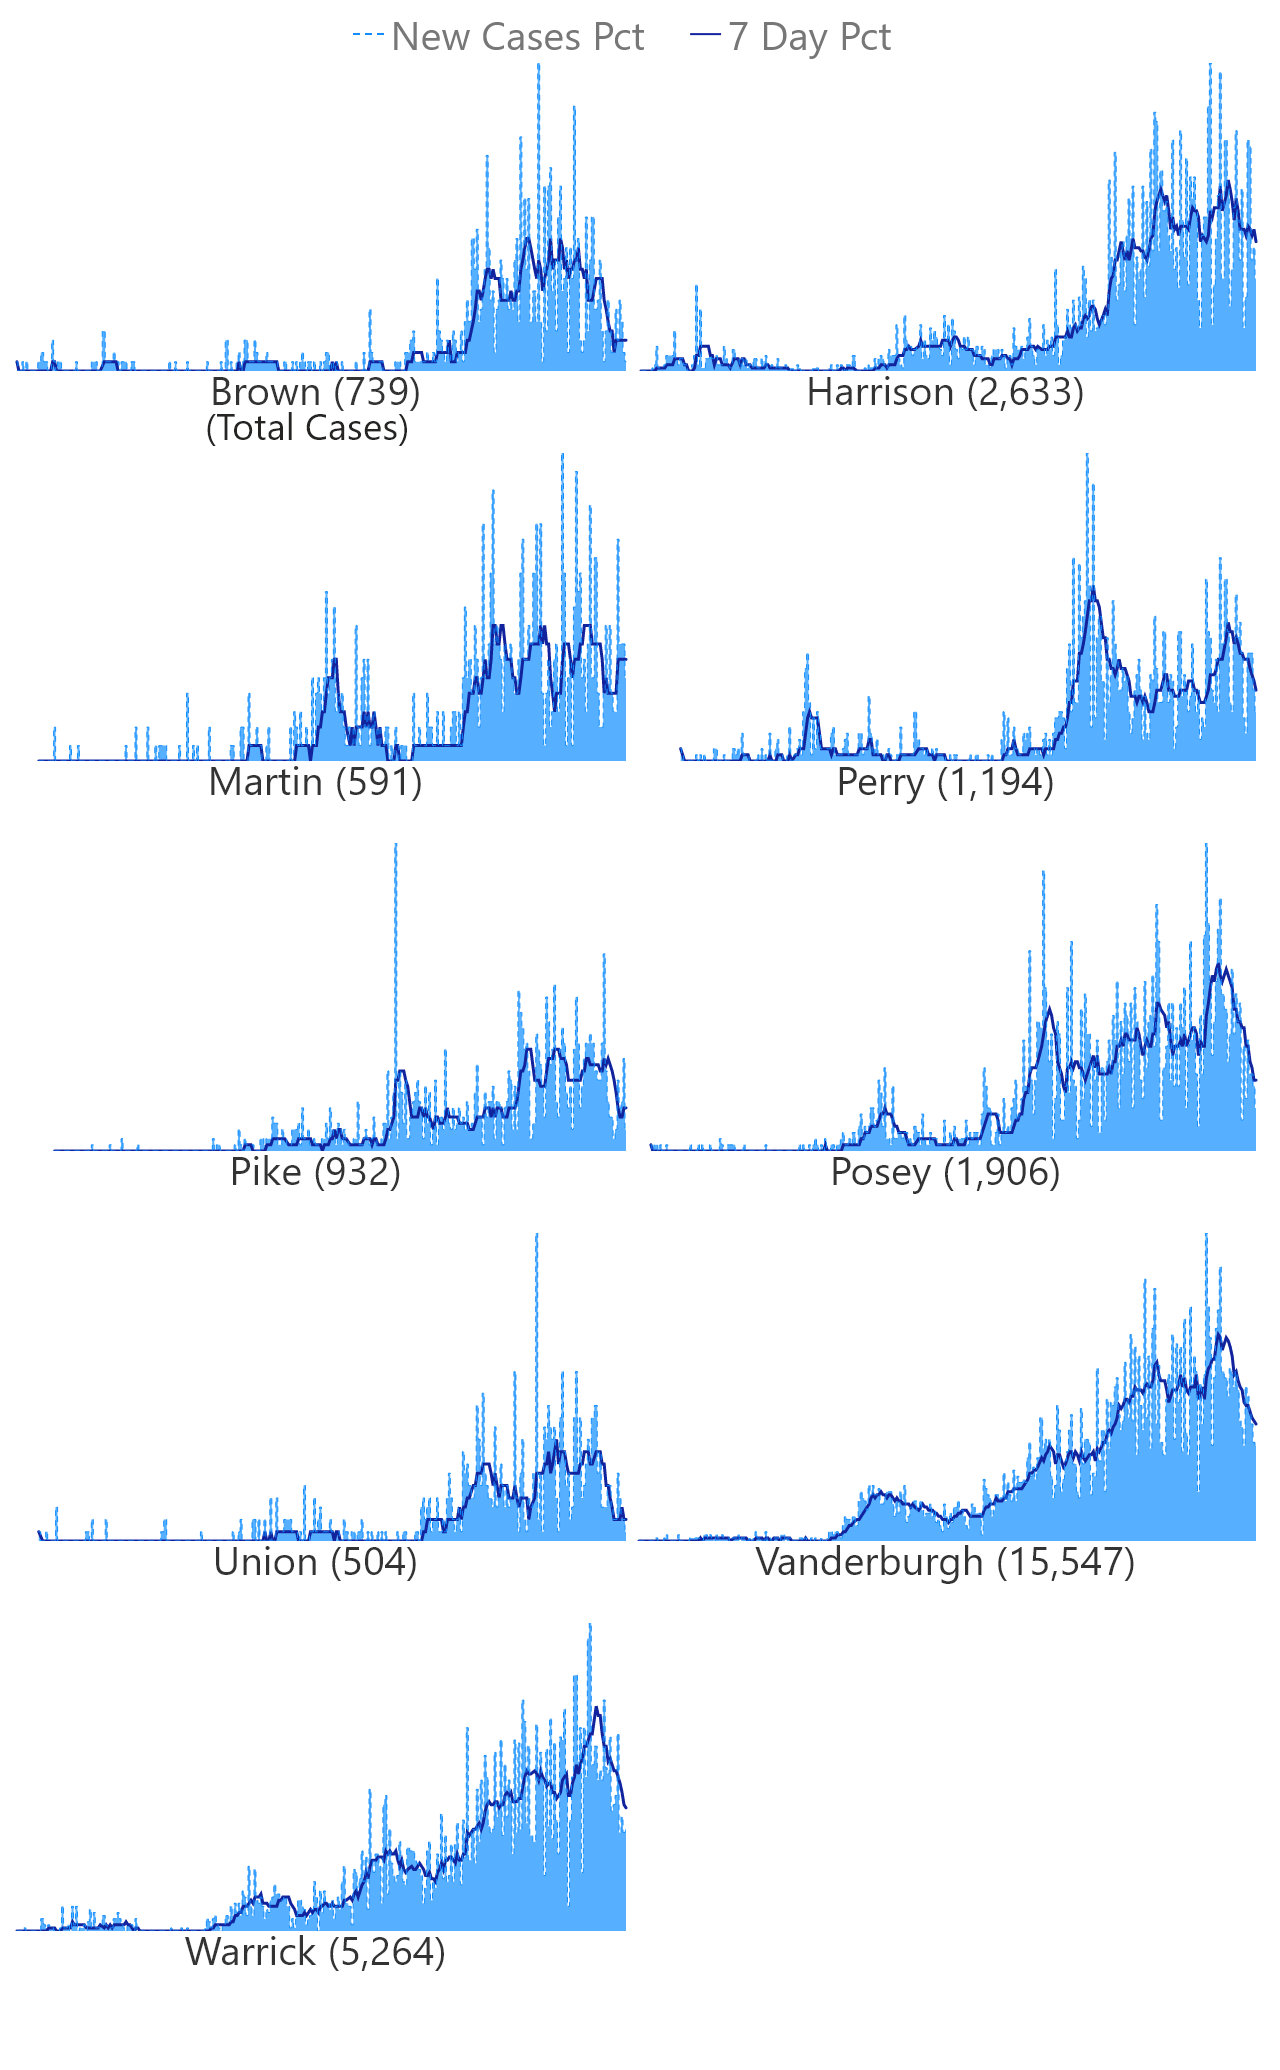 New Cases Pct 7 Day Pct
Brown (739) Harrison (2,633)
(Total Cases)
Martin (591) Perry (1,194)
Pike (932) Posey (1,906)
Union (504) Vanderburgh (15,547)
Warrick (5,264)